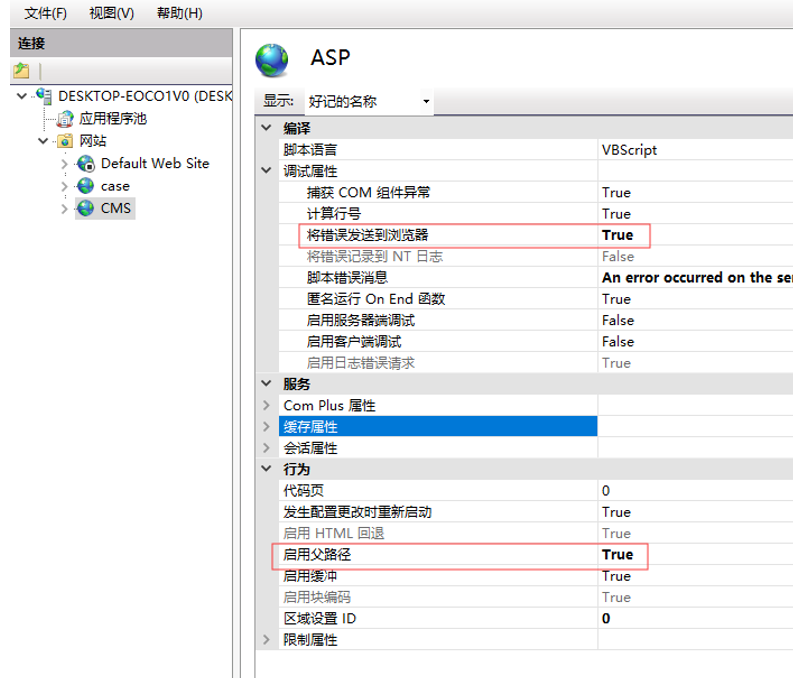 文件(F) 视图(V) 帮助(H)
连接
DESKTOP-EOCO1V0 (DESK
应用程序池
网站
Default Web Site
case
CMS
ASP
显示: 好记的名称
编译
脚本语言 VBScript
调试属性
捕获 COM 组件异常 True
计算行号 True
将错误发送到浏览器 True
将错误记录到 NT 日志 False
脚本错误消息 An error occurred on the ser
匿名运行 On End 函数 True
启用服务器端调试 False
启用客户端调试 False
启用日志错误请求 True
服务
Com Plus 属性
缓存属性
会话属性
行为
代码页 0
发生配置更改时重新启动 True
启用 HTML 回退 True
启用父路径 True
启用缓冲 True
启用块编码 True
区域设置 ID 0
限制属性